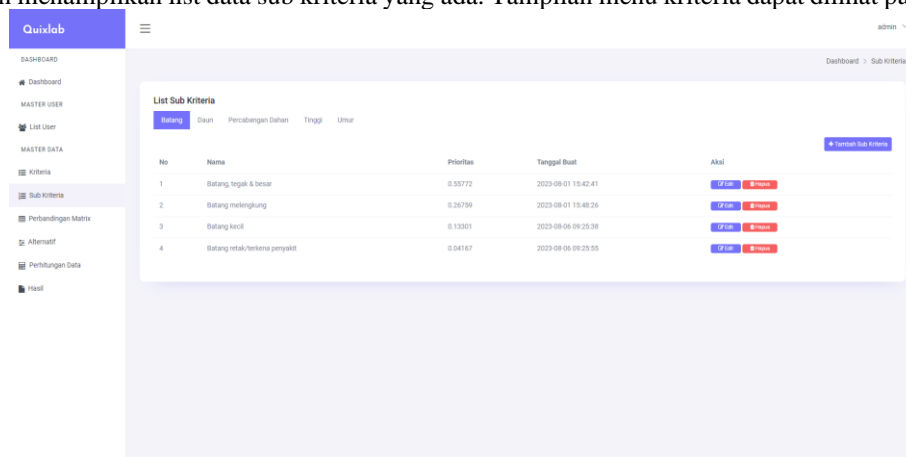 menampilkan list data sub kriteria yang ada. Tampilan menu kriteria dapat dilihat
Quixlab
admin
DASHBOARD
Dashboard > Sub Kriteria
Dashboard
MASTER USER
List User
MASTER DATA
Kriteria
Sub Kriteria
Perbandingan Matrix
Alternatif
Perhitungan Data
Hasil
List Sub Kriteria
Batang Daun Percabangan Dahan Tinggi Umur
+ Tambah Sub Kriteria
No Nama Prioritas Tanggal Buat Aksi
1 Batang, tegak & besar 0.55772 2023-08-01 15:42:41 Edit Hapus
2 Batang melengkung 0.26759 2023-08-01 15:48:26 Edit Hapus
3 Batang kecil 0.13301 2023-08-06 09:25:38 Edit Hapus
4 Batang retak/terkena penyakit 0.04167 2023-08-06 09:25:55 Edit Hapus